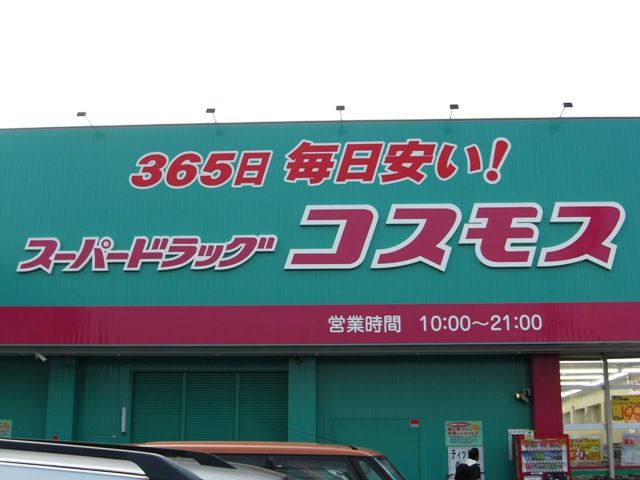 365日 毎日安い!
スーパードラッグ コスモス
営業時間 10:00～21:00